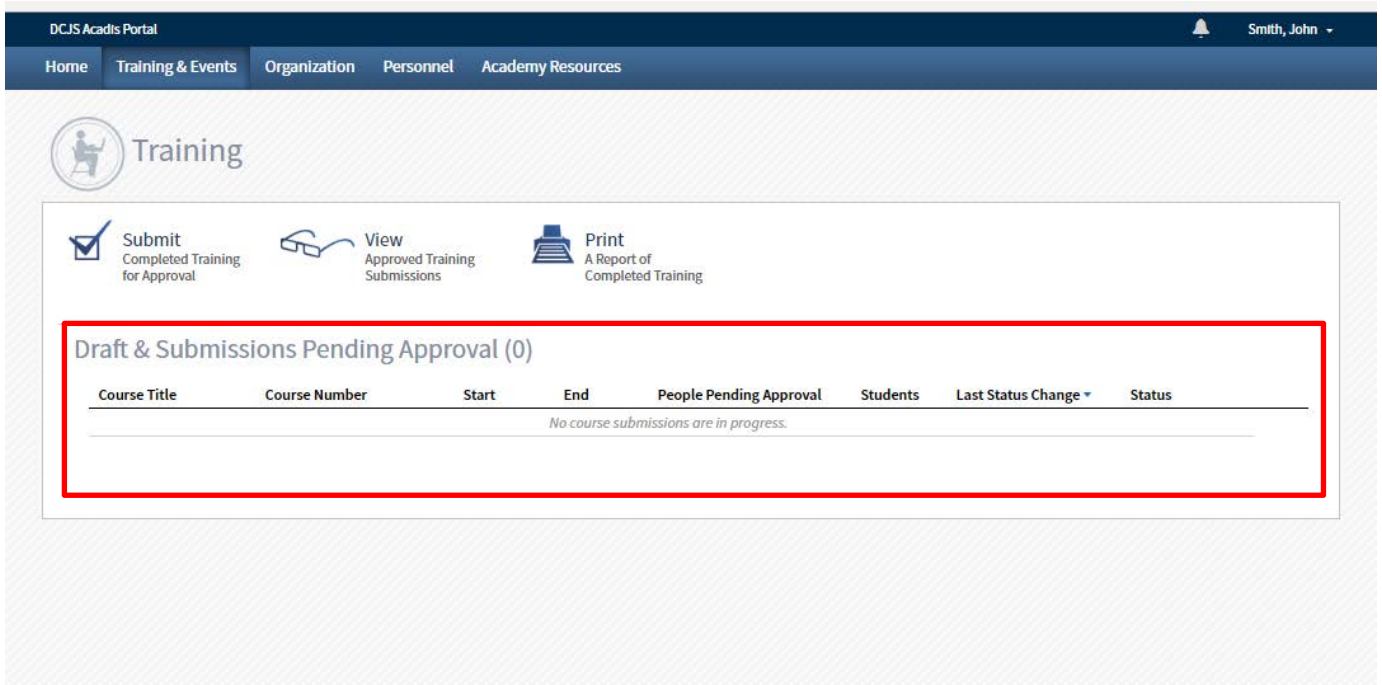 DCJS Acadis Portal Smith, John
Home Training & Events Organization Personnel Academy Resources
Training
Submit
Completed Training
for Approval
View
Approved Training
Submissions
Print
A Report of
Completed Training
Draft & Submissions Pending Approval (0)
Course Title Course Number Start End People Pending Approval Students Last Status Change Status
No course submissions are in progress.